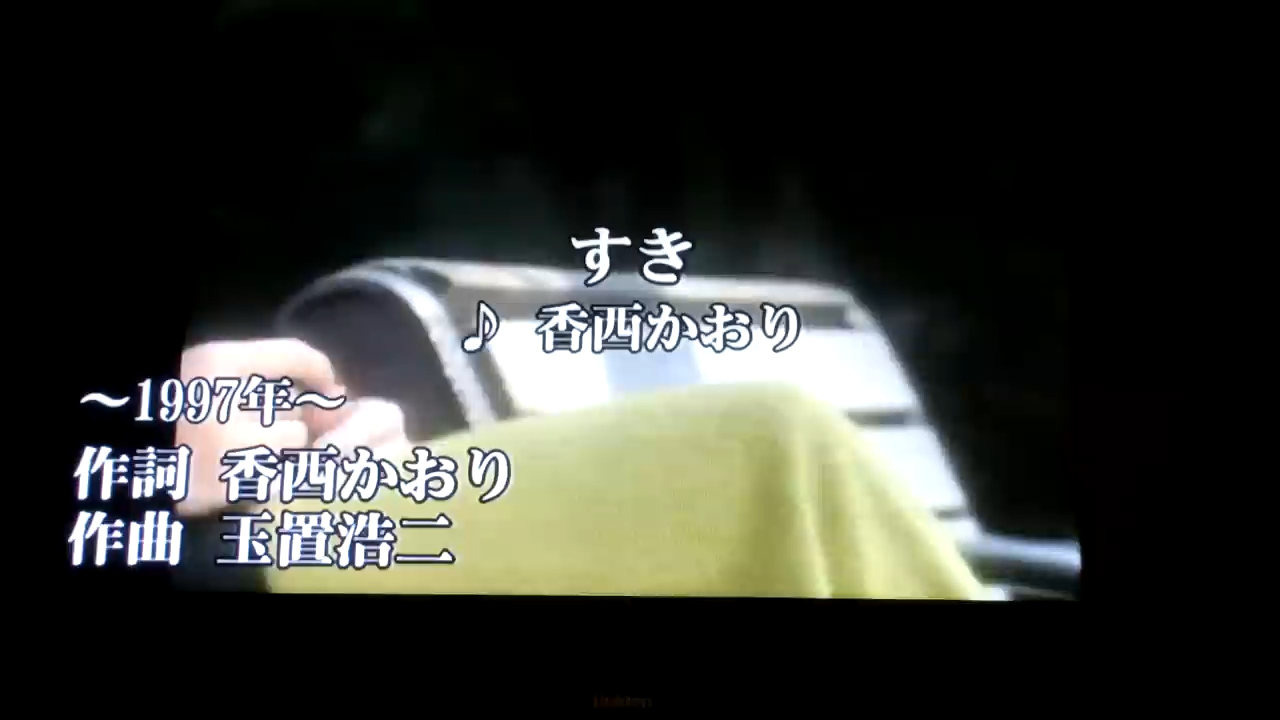 すき
♪ 香西かおり
～1997年～
作詞 香西かおり
作曲 玉置浩二